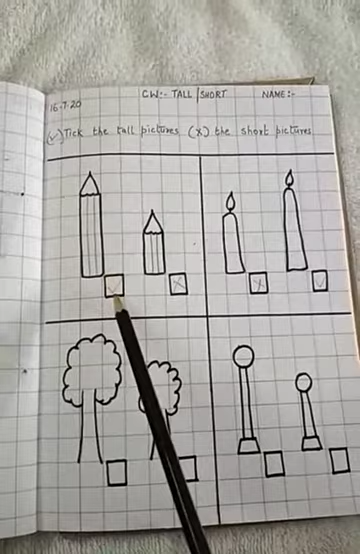 CW:- TALL | SHORT NAME:-
16-7-20
(✓) Tick the tall pictures (x) the short pictures